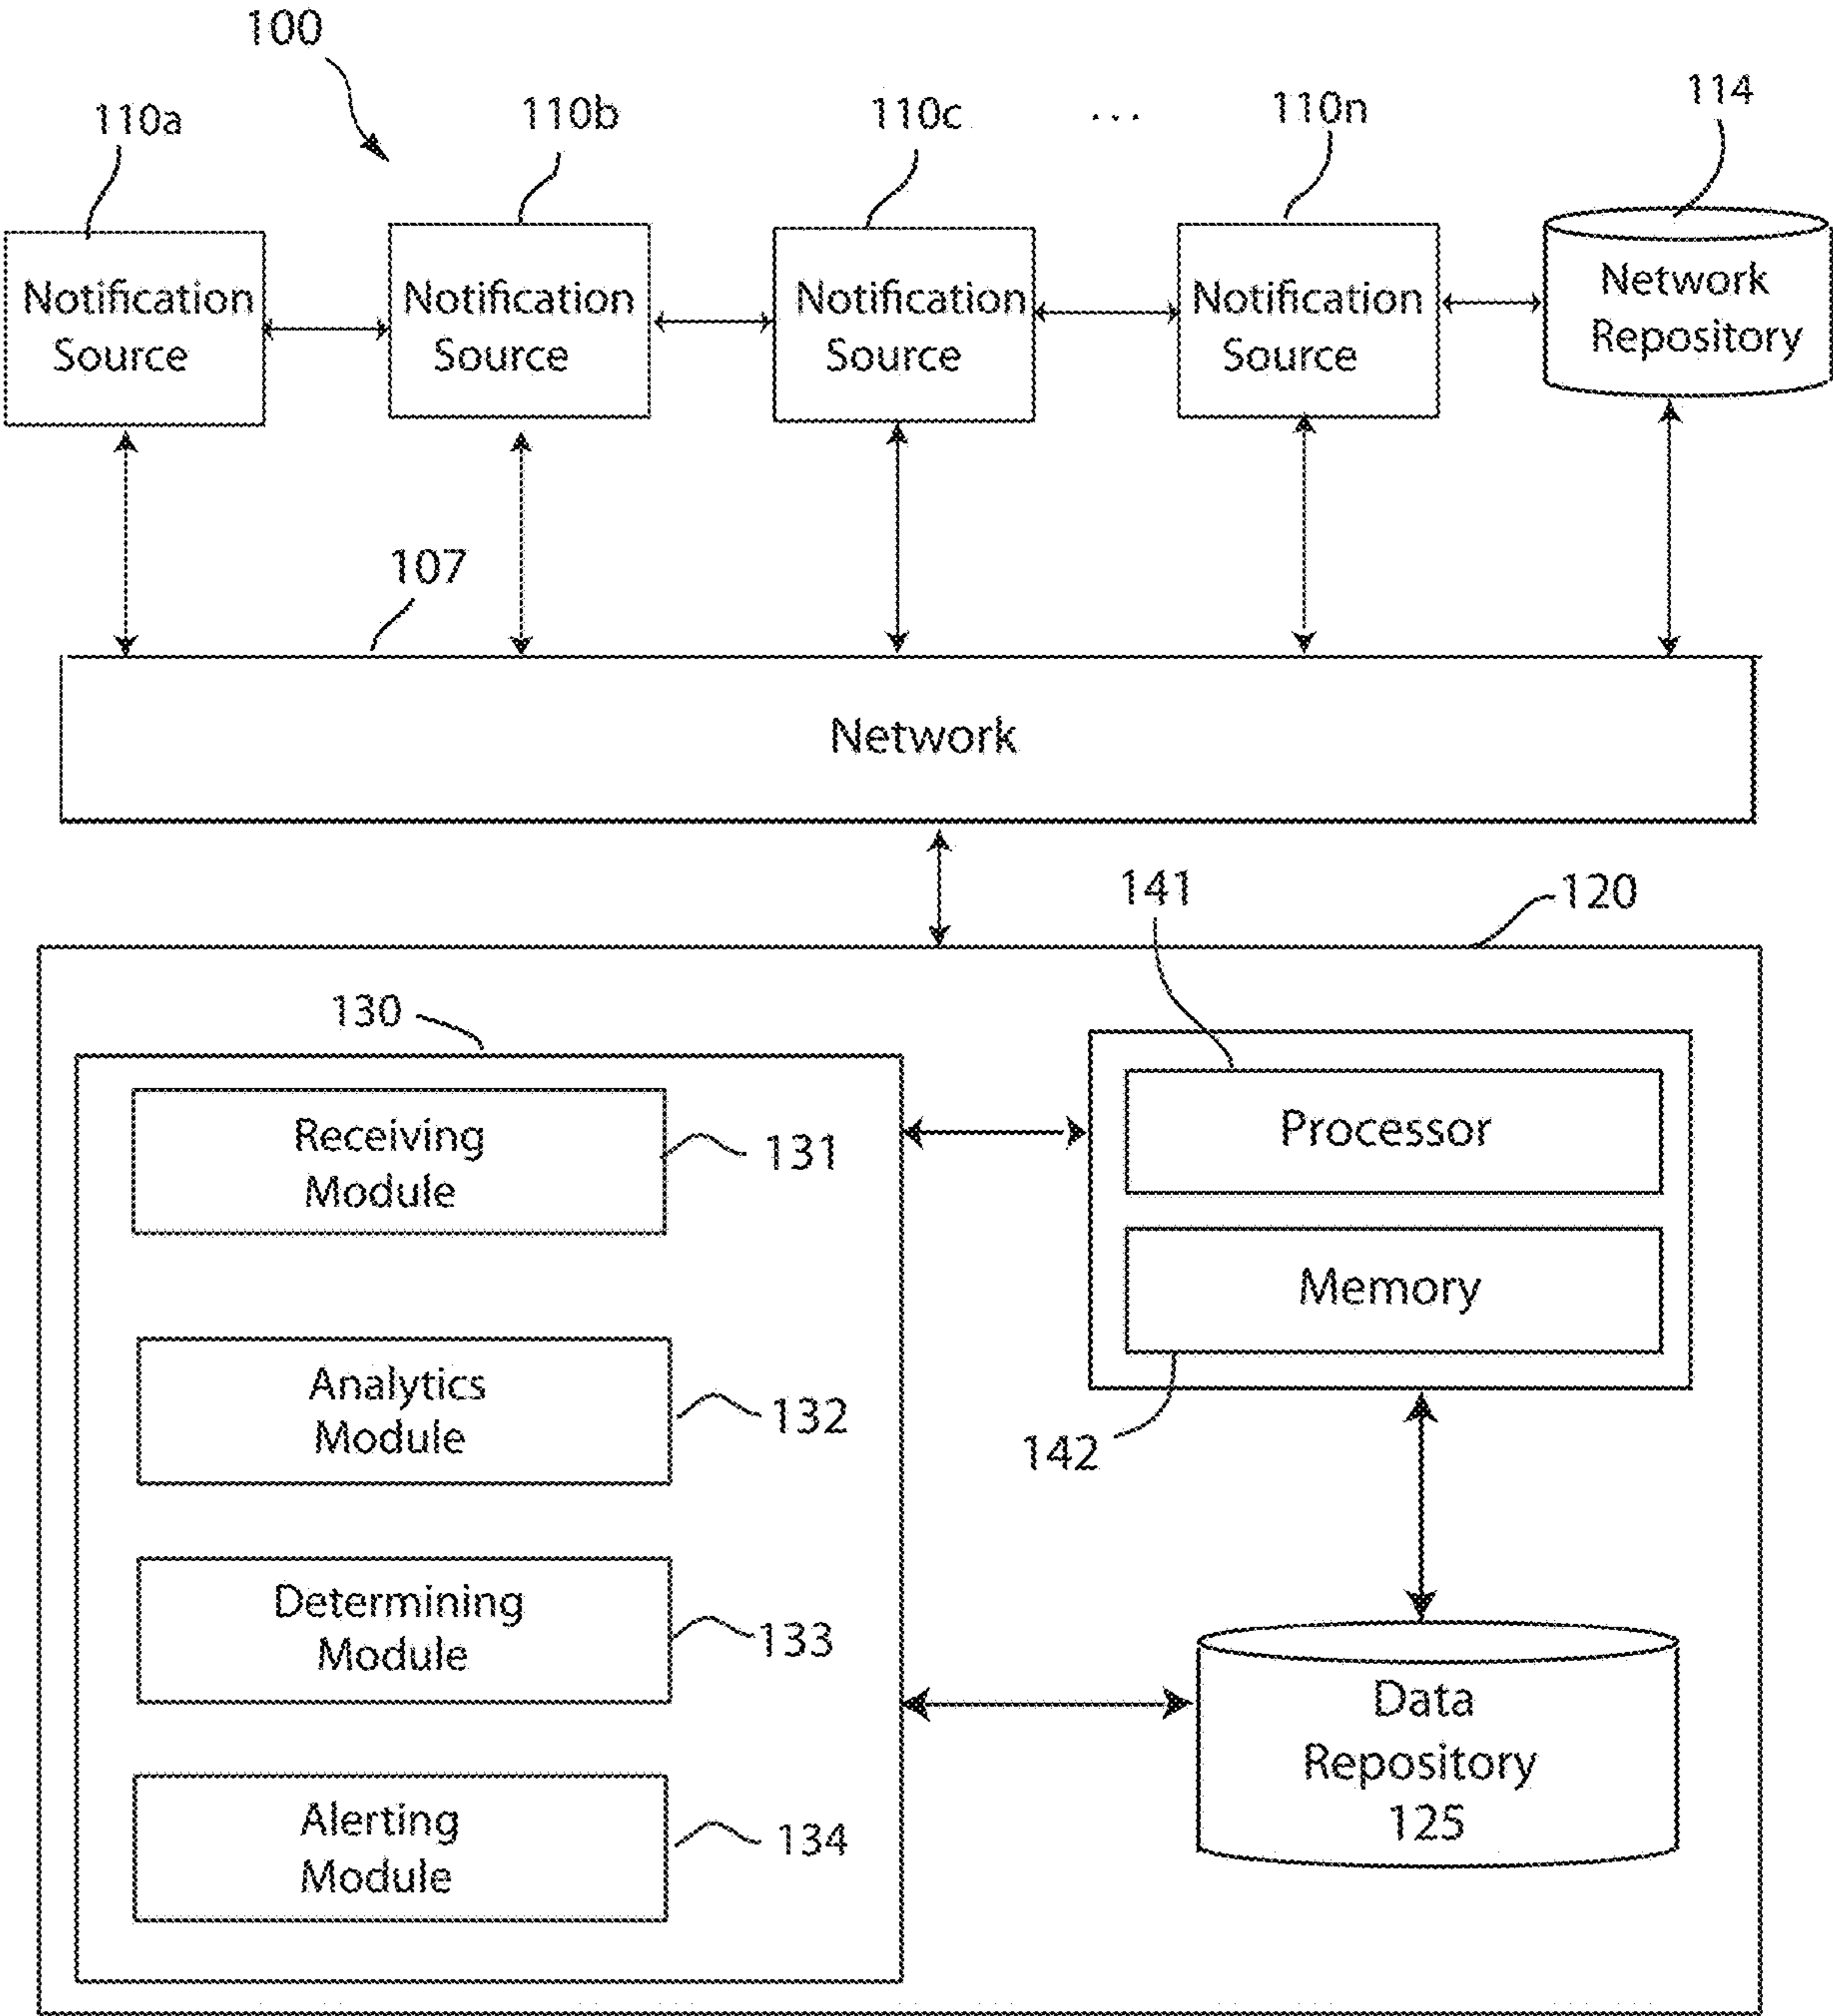 100
110a
110b
110c
...
110n
114
Notification
Source
Notification
Source
Notification
Source
Notification
Source
Network
Repository
107
Network
120
130
141
Receiving
Module
131
Processor
Memory
142
Analytics
Module
132
Determining
Module
133
Data
Repository
125
Alerting
Module
134